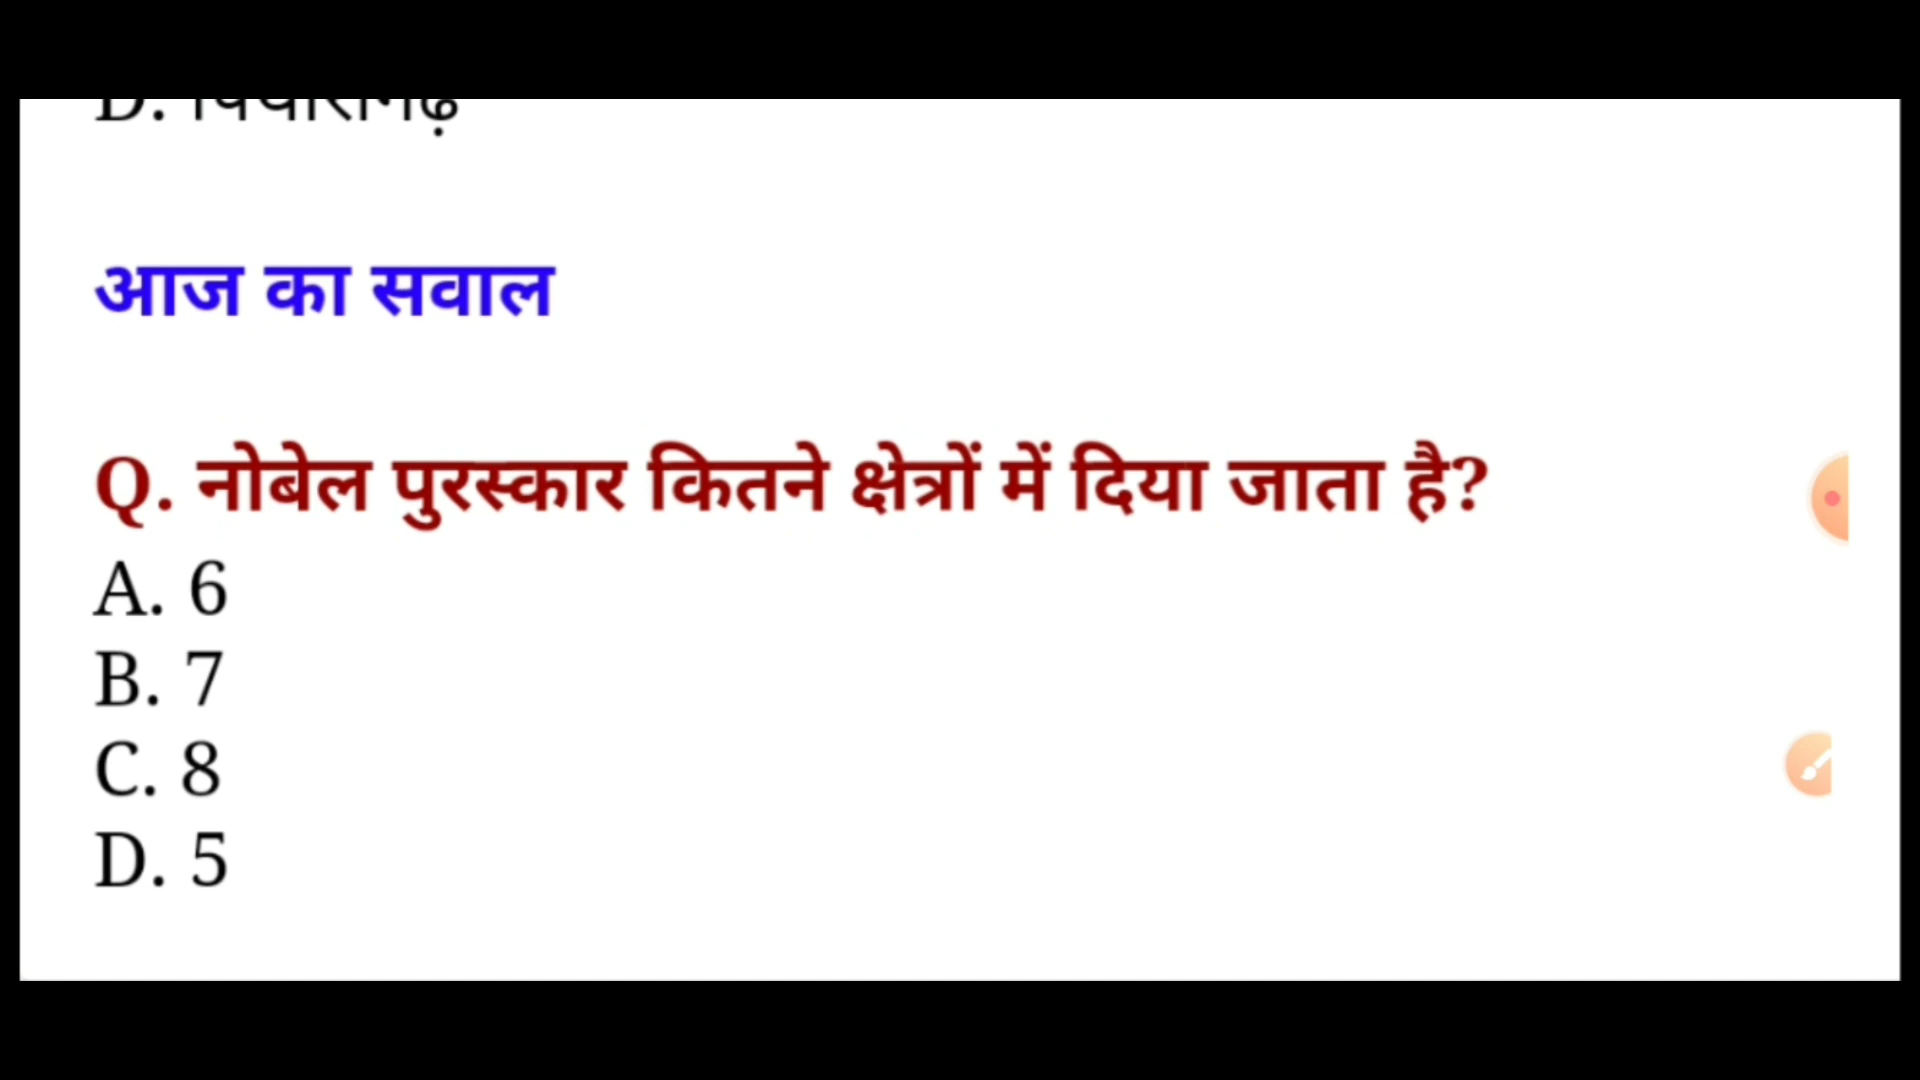 D.
आज का सवाल
Q. नोबेल पुरस्कार कितने क्षेत्रों में दिया जाता है?
A. 6
B. 7
C. 8
D. 5